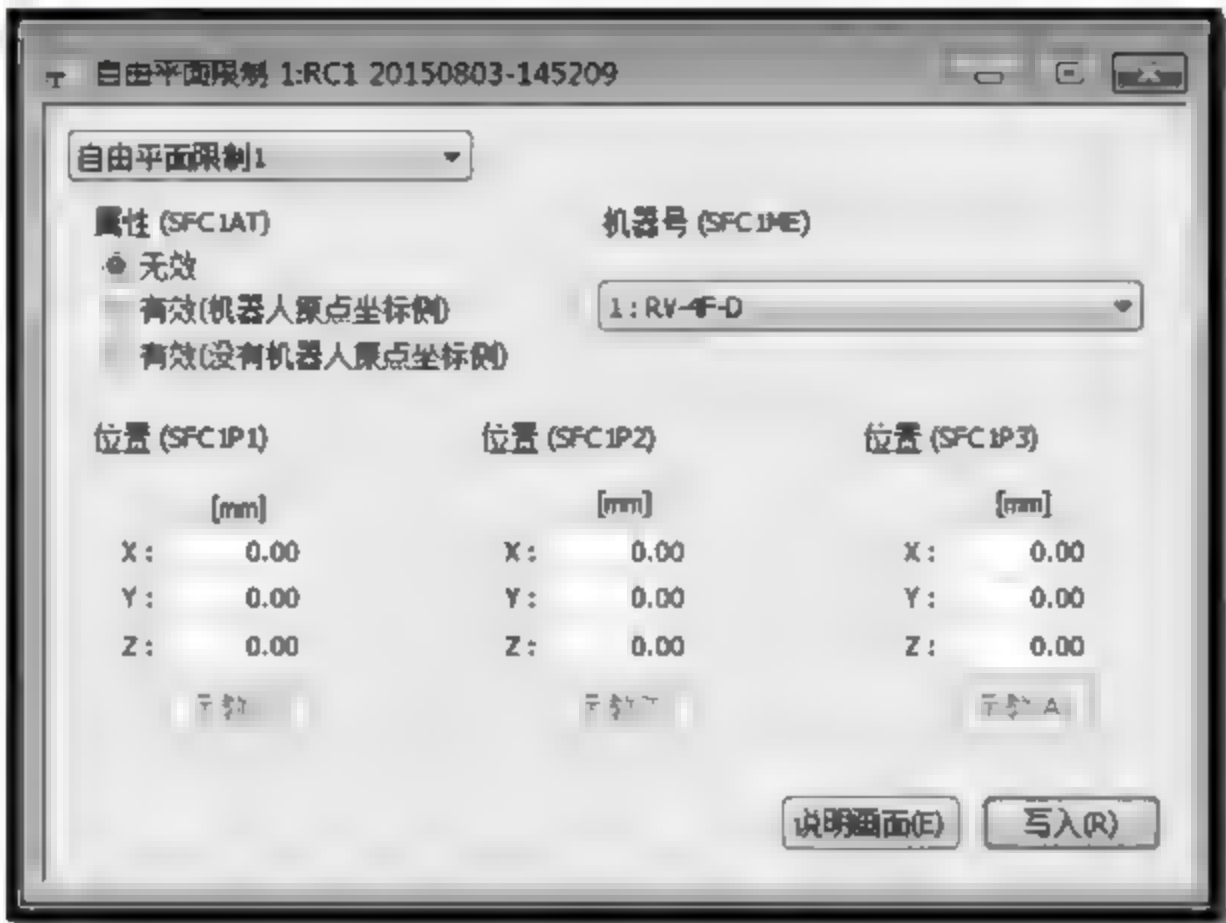 自由平面限制 1:RC1 20150803-145209
自由平面限制1
属性 (SFC1AT)
机器号 (SFC1ME)
无效
有效(机器人原点坐标例)
1:RV-4F-D
有效(没有机器人原点坐标例)
位置 (SFC1P1) 位置 (SFC1P2) 位置 (SFC1P3)
[mm] [mm] [mm]
X: 0.00 X: 0.00 X: 0.00
Y: 0.00 Y: 0.00 Y: 0.00
Z: 0.00 Z: 0.00 Z: 0.00
说明画面(E) 写入(R)